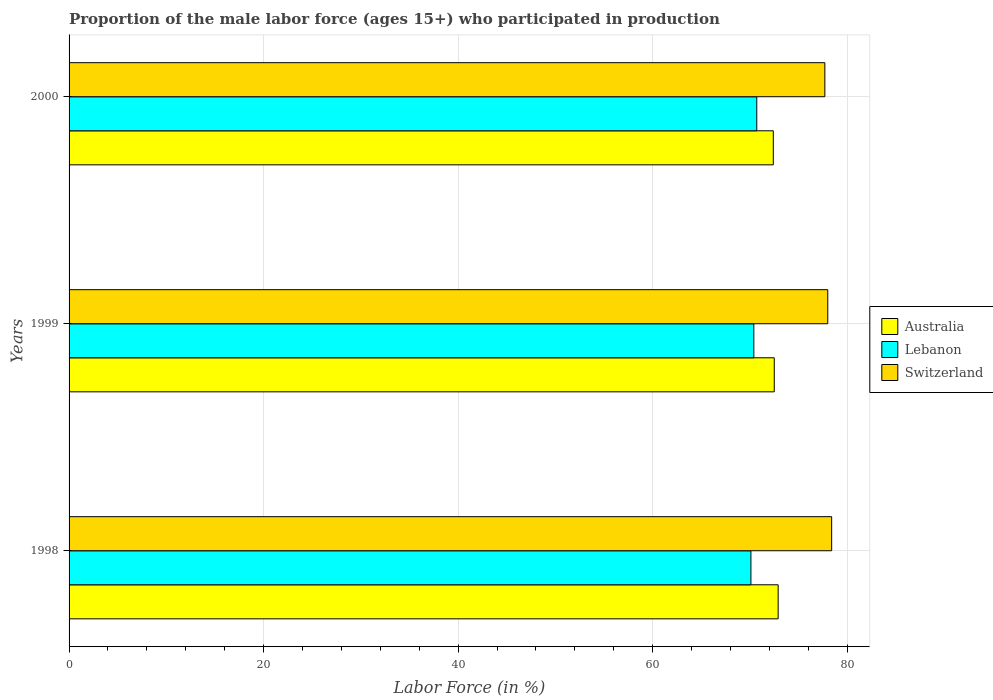 Proportion of the male labor force (ages 15+) who participated in production
Years
2000
1999
1998
0 20 40 60 80
Labor Force (in %)
Australia
Lebanon
Switzerland